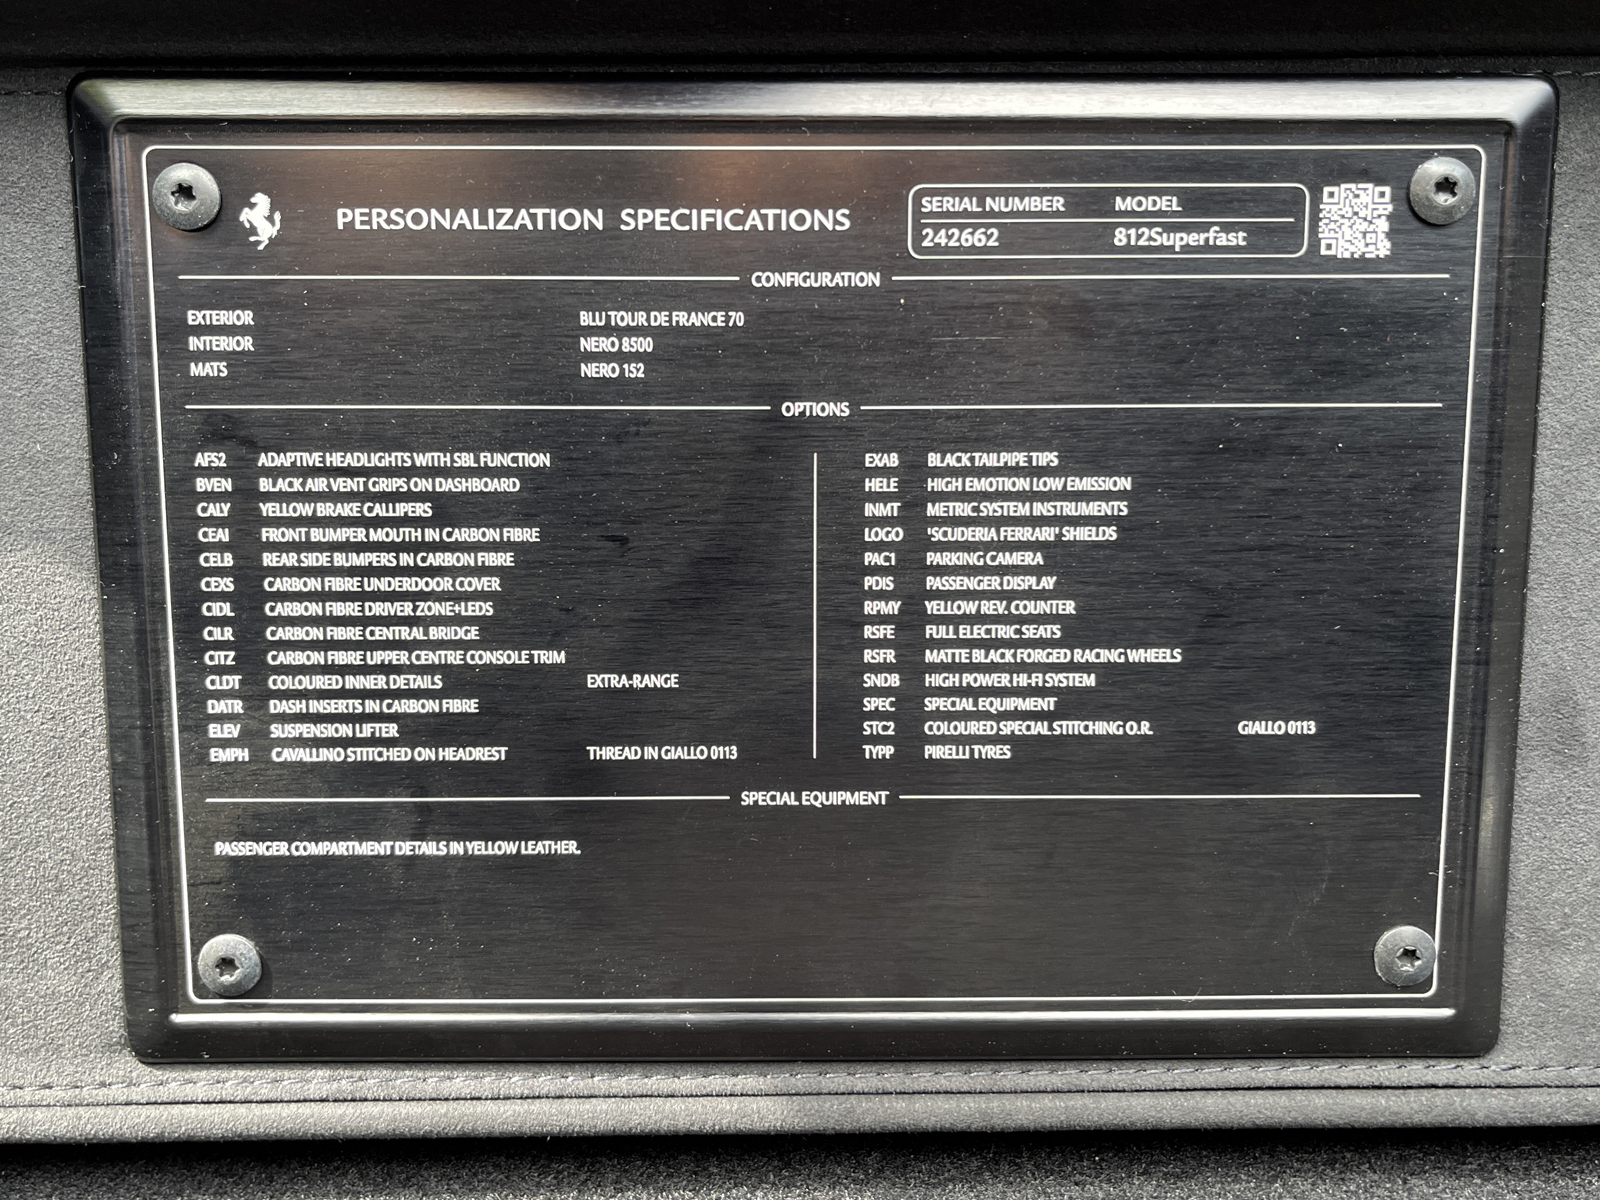 PERSONALIZATION SPECIFICATIONS
SERIAL NUMBER MODEL
242662 812Superfast
CONFIGURATION
EXTERIOR BLU TOUR DE FRANCE 70
INTERIOR NERO 8500
MATS NERO 152
OPTIONS
AFS2 ADAPTIVE HEADLIGHTS WITH SBL FUNCTION
BVEN BLACK AIR VENT GRIPS ON DASHBOARD
CALY YELLOW BRAKE CALLIPERS
CEAI FRONT BUMPER MOUTH IN CARBON FIBRE
CELB REAR SIDE BUMPERS IN CARBON FIBRE
CEXS CARBON FIBRE UNDERDOOR COVER
CIDL CARBON FIBRE DRIVER ZONE+LEDS
CILR CARBON FIBRE CENTRAL BRIDGE
CITZ CARBON FIBRE UPPER CENTRE CONSOLE TRIM
CLDT COLOURED INNER DETAILS EXTRA-RANGE
DATR DASH INSERTS IN CARBON FIBRE
ELEV SUSPENSION LIFTER
EMPH CAVALLINO STITCHED ON HEADREST THREAD IN GIALLO 0113
EXAB BLACK TAILPIPE TIPS
HELE HIGH EMOTION LOW EMISSION
INMT METRIC SYSTEM INSTRUMENTS
LOGO 'SCUDERIA FERRARI' SHIELDS
PAC1 PARKING CAMERA
PDIS PASSENGER DISPLAY
RPMY YELLOW REV. COUNTER
RSFE FULL ELECTRIC SEATS
RSFR MATTE BLACK FORGED RACING WHEELS
SNDB HIGH POWER HI-FI SYSTEM
SPEC SPECIAL EQUIPMENT
STC2 COLOURED SPECIAL STITCHING O.R. GIALLO 0113
TYPP PIRELLI TYRES
SPECIAL EQUIPMENT
PASSENGER COMPARTMENT DETAILS IN YELLOW LEATHER.